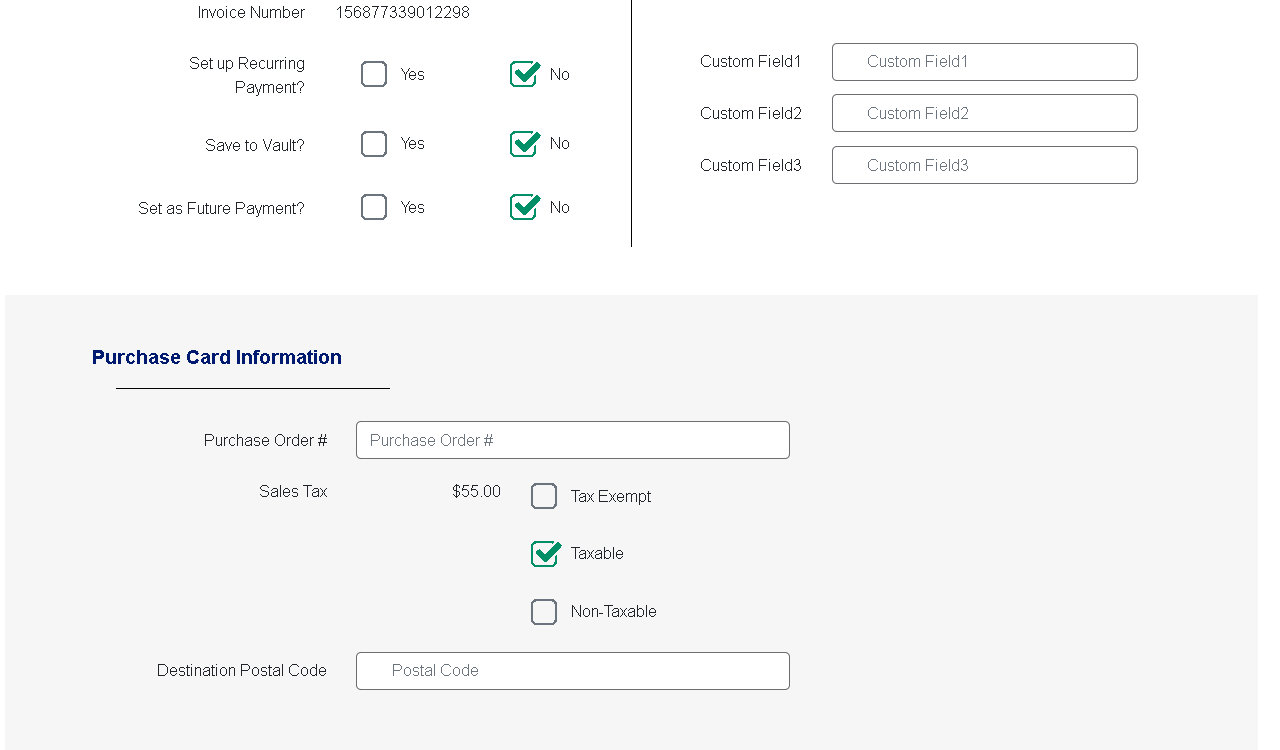 Invoice Number 156877339012298
Set up Recurring
Payment? Yes No
Save to Vault? Yes No
Set as Future Payment? Yes No
Custom Field1 Custom Field1
Custom Field2 Custom Field2
Custom Field3 Custom Field3
Purchase Card Information
Purchase Order # Purchase Order #
Sales Tax $55.00 Tax Exempt
Taxable
Non-Taxable
Destination Postal Code Postal Code